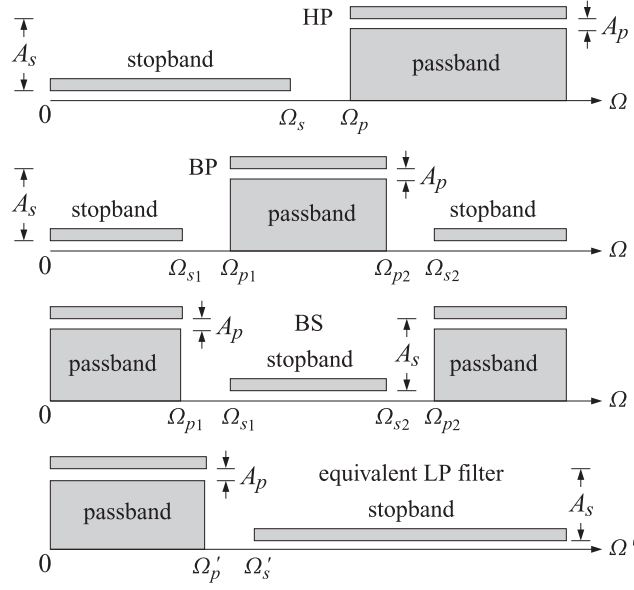 HP
A_s
stopband
passband
A_p
0
Ω_s
Ω_p
Ω
BP
A_s
stopband
passband
A_p
stopband
0
Ω_s1
Ω_p1
Ω_p2
Ω_s2
Ω
passband
A_p
BS
stopband
A_s
passband
0
Ω_p1
Ω_s1
Ω_s2
Ω_p2
Ω
passband
A_p
equivalent LP filter
stopband
A_s
0
Ω_p'
Ω_s'
Ω'